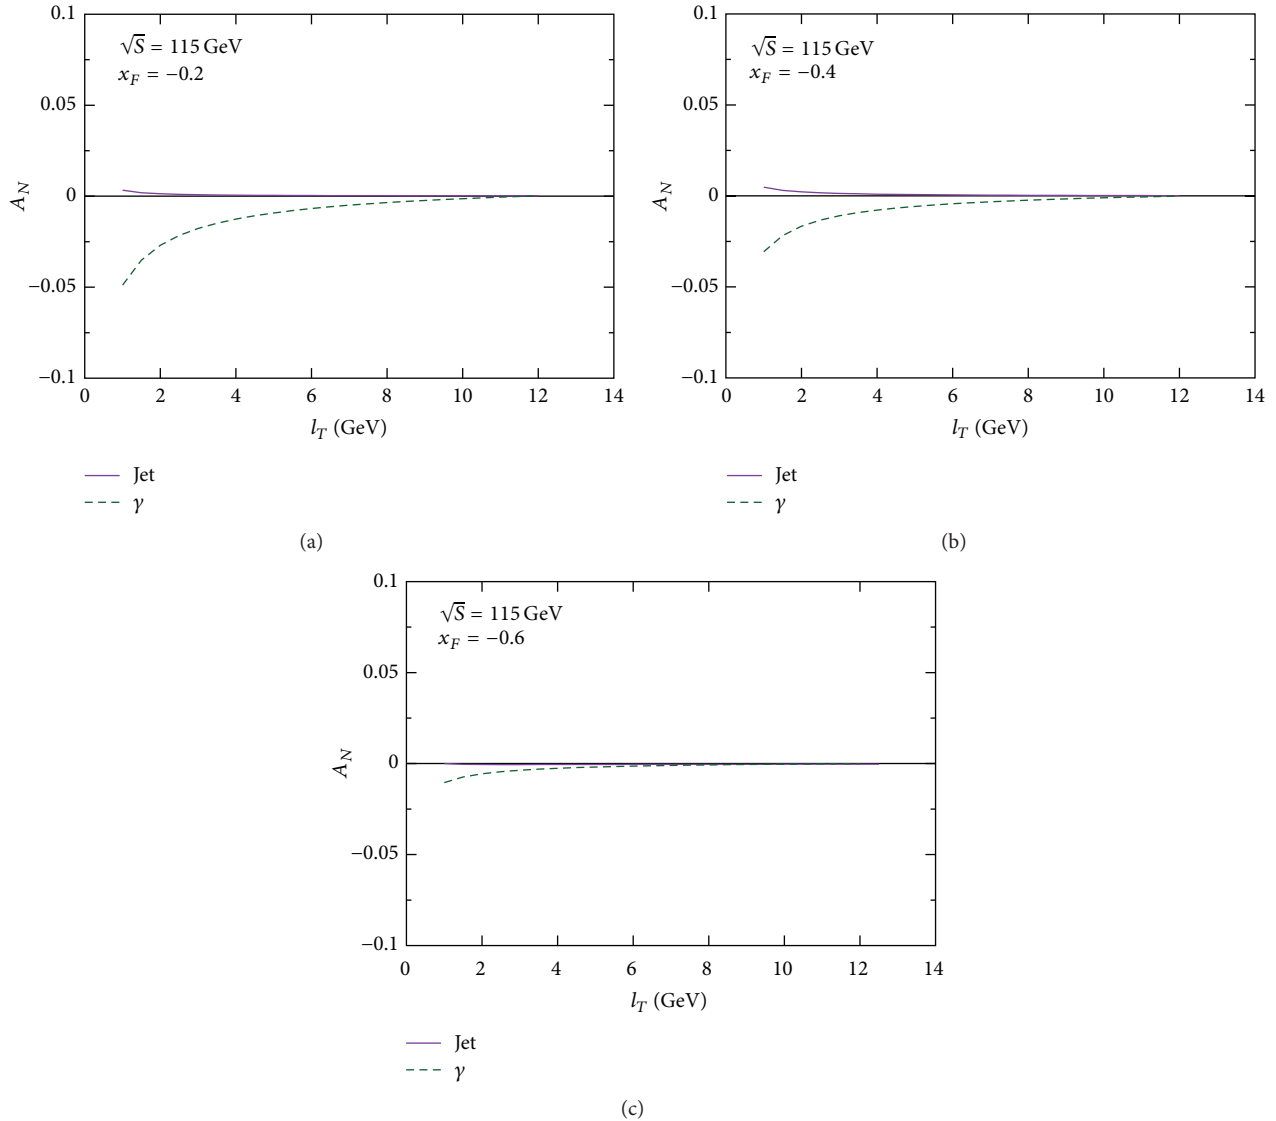 0.1
√S = 115 GeV
x_F = −0.2
0.05
0
−0.05
−0.1
A_N
0 2 4 6 8 10 12 14
l_T (GeV)
Jet
γ
(a)
0.1
√S = 115 GeV
x_F = −0.4
0.05
0
−0.05
−0.1
A_N
0 2 4 6 8 10 12 14
l_T (GeV)
Jet
γ
(b)
0.1
√S = 115 GeV
x_F = −0.6
0.05
0
−0.05
−0.1
A_N
0 2 4 6 8 10 12 14
l_T (GeV)
Jet
γ
(c)